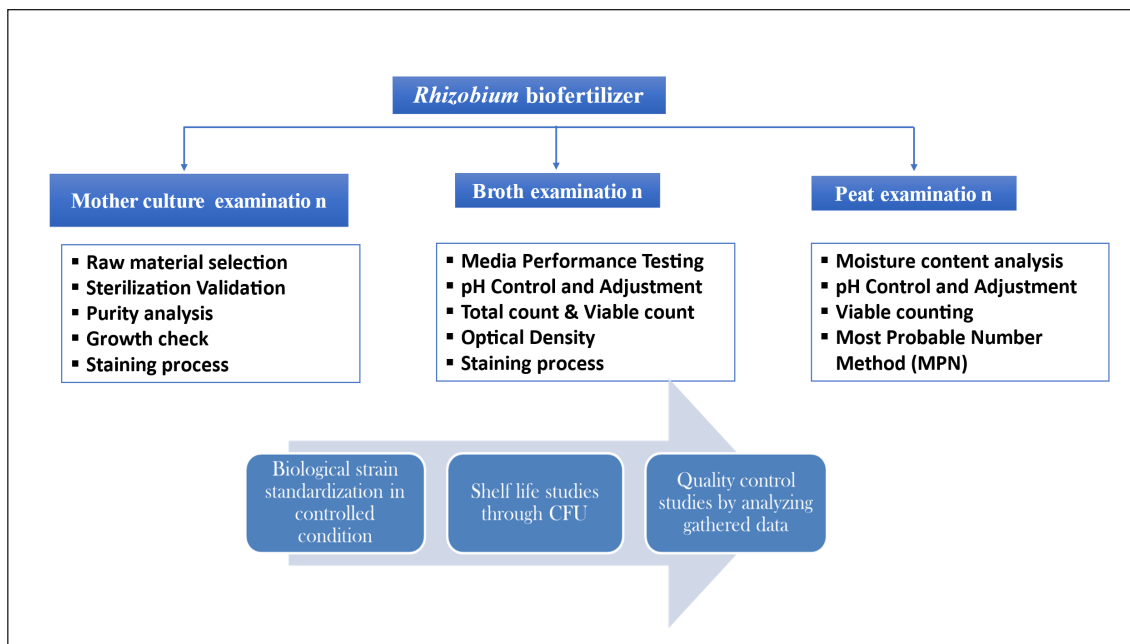 Rhizobium biofertilizer
Mother culture examinatio n
▪ Raw material selection
▪ Sterilization Validation
▪ Purity analysis
▪ Growth check
▪ Staining process
Broth examinatio n
▪ Media Performance Testing
▪ pH Control and Adjustment
▪ Total count & Viable count
▪ Optical Density
▪ Staining process
Peat examinatio n
▪ Moisture content analysis
▪ pH Control and Adjustment
▪ Viable counting
▪ Most Probable Number
Method (MPN)
Biological strain
standardization in
controlled
condition
Shelf life studies
through CFU
Quality control
studies by analyzing
gathered data